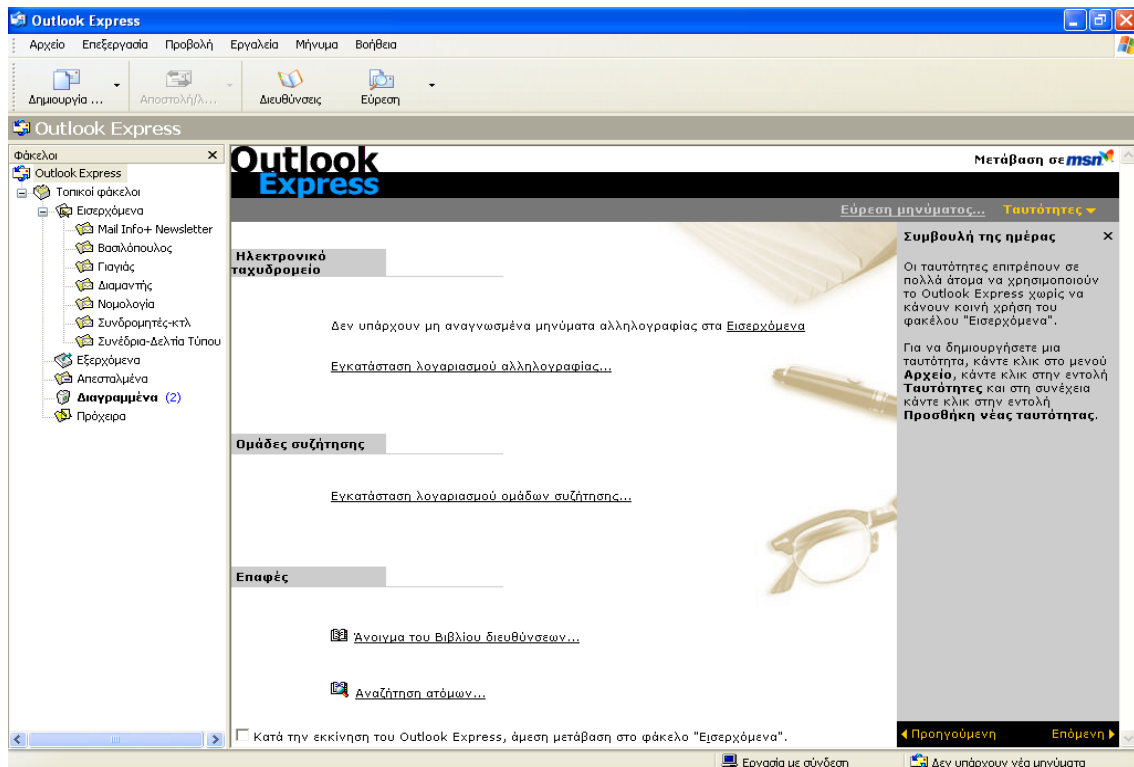 Outlook Express
Αρχείο Επεξεργασία Προβολή Εργαλεία Μήνυμα Βοήθεια
Δημιουργία ... Αποστολή/λ... Διευθύνσεις Εύρεση
Outlook Express
Φάκελοι
Outlook Express
Τοπικοί φάκελοι
Εισερχόμενα
Mail Info+ Newsletter
Βασιλόπουλος
Γιαγιάς
Διαμαντής
Νομολογία
Συνδρομητές-κτλ
Συνέδρια-Δελτία Τύπου
Εξερχόμενα
Απεσταλμένα
Διαγραμμένα (2)
Πρόχειρα
Outlook
Express
Μετάβαση σε msn
Εύρεση μηνύματος... Ταυτότητες
Ηλεκτρονικό
ταχυδρομείο
Δεν υπάρχουν μη αναγνωσμένα μηνύματα αλληλογραφίας στα Εισερχόμενα
Εγκατάσταση λογαριασμού αλληλογραφίας...
Ομάδες συζήτησης
Εγκατάσταση λογαριασμού ομάδων συζήτησης...
Επαφές
Άνοιγμα του Βιβλίου διευθύνσεων...
Αναζήτηση ατόμων...
Κατά την εκκίνηση του Outlook Express, άμεση μετάβαση στο φάκελο "Εισερχόμενα".
Συμβουλή της ημέρας
Οι ταυτότητες επιτρέπουν σε
πολλά άτομα να χρησιμοποιούν
το Outlook Express χωρίς να
κάνουν κοινή χρήση του
φακέλου "Εισερχόμενα".
Για να δημιουργήσετε μια
ταυτότητα, κάντε κλικ στο μενού
Αρχείο, κάντε κλικ στην εντολή
Ταυτότητες και στη συνέχεια
κάντε κλικ στην εντολή
Προσθήκη νέας ταυτότητας.
Προηγούμενη Επόμενη
Εργασία με σύνδεση Δεν υπάρχουν νέα μηνύματα